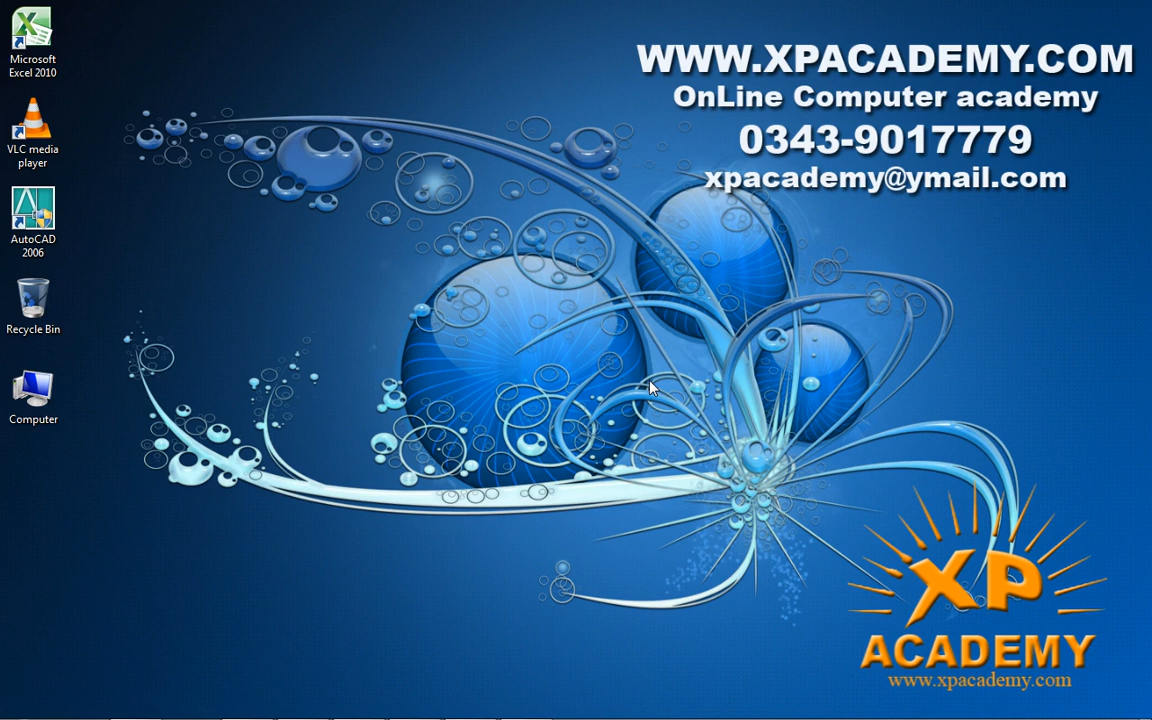 Microsoft
Excel 2010
VLC media
player
AutoCAD
2006
Recycle Bin
Computer
WWW.XPACADEMY.COM
OnLine Computer academy
0343-9017779
xpacademy@ymail.com
XP
ACADEMY
www.xpacademy.com